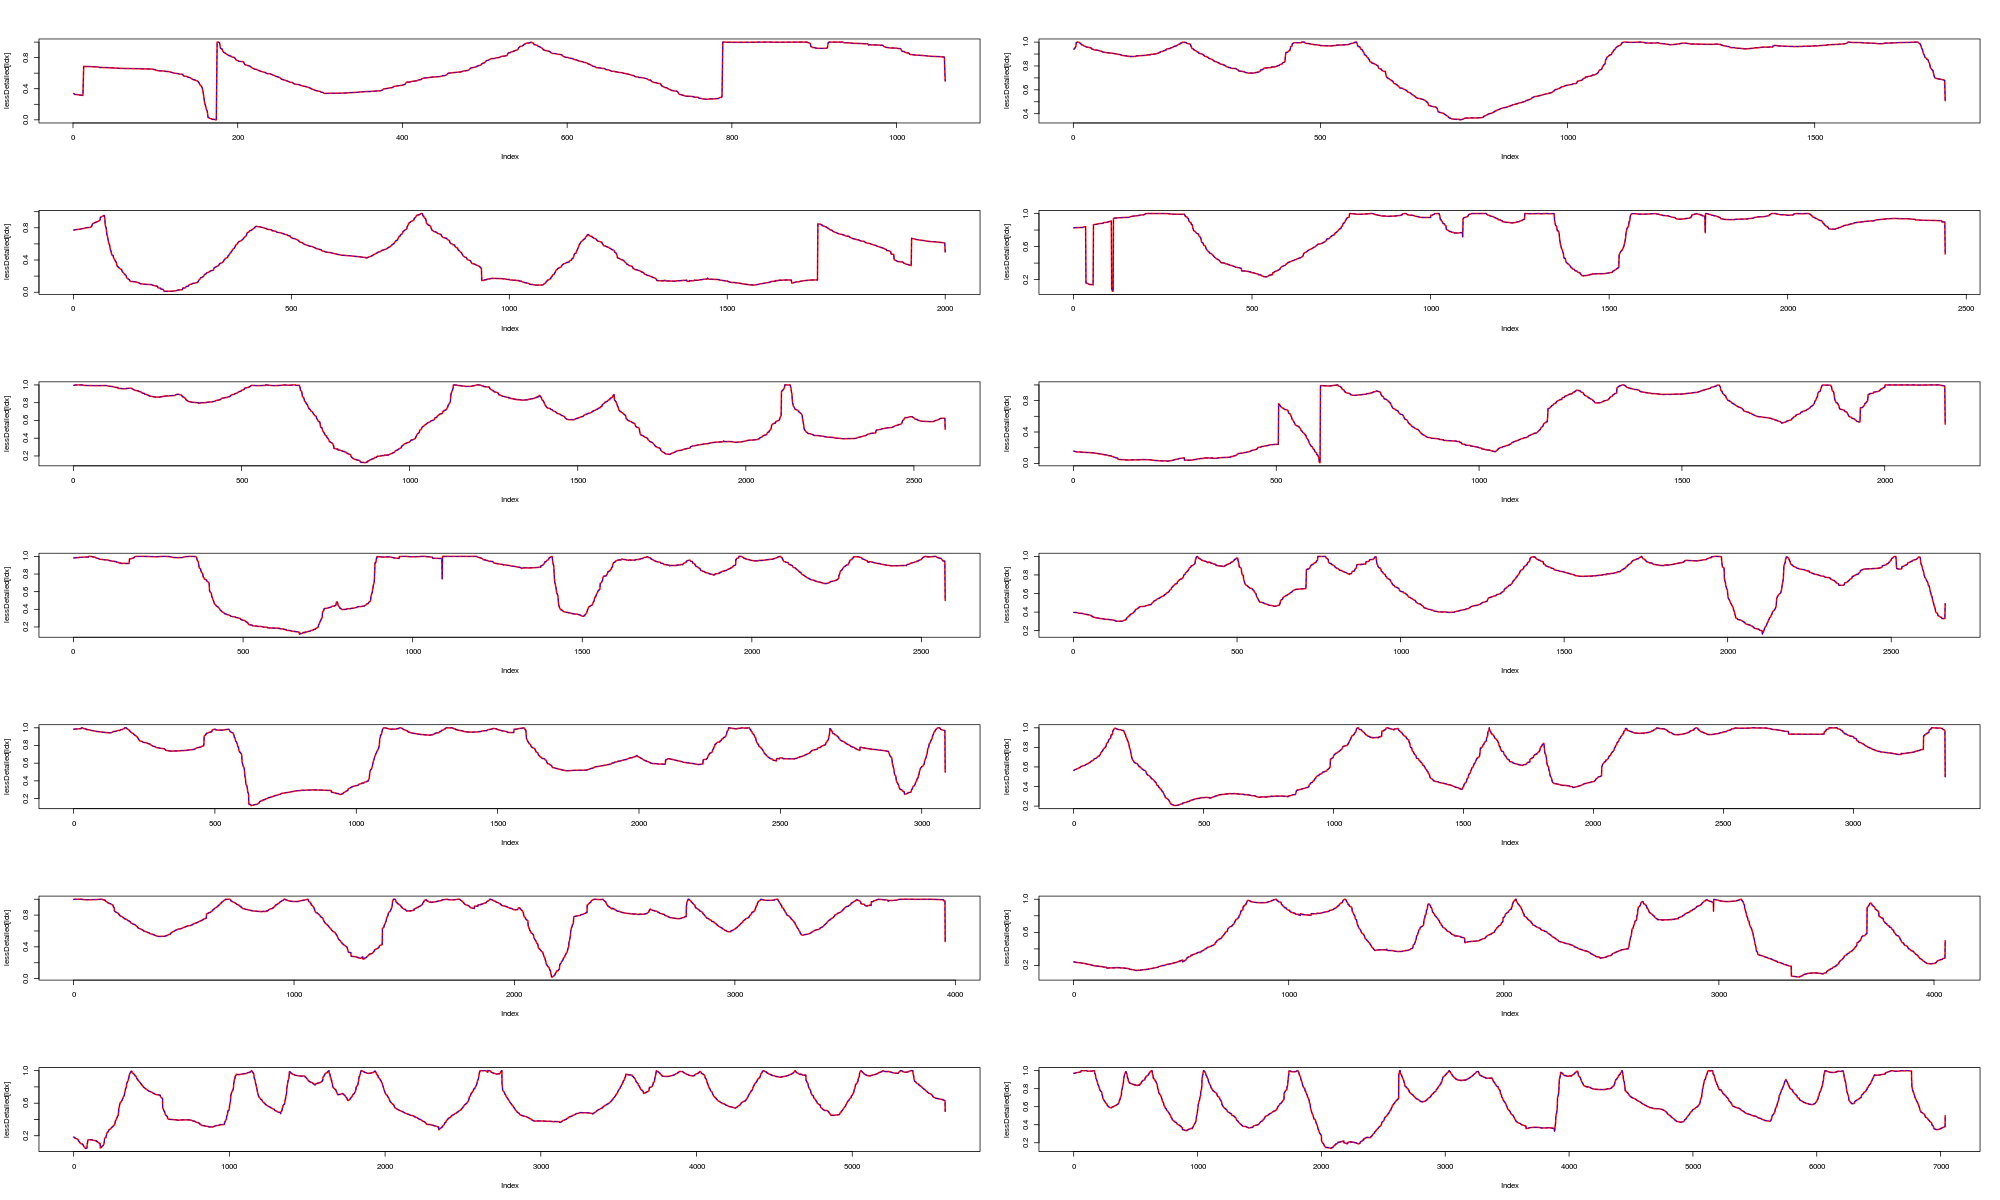 lessDetailed[idx]
0.0 0.4 0.8
0 200 400 600 800 1000
Index
lessDetailed[idx]
0.4 0.6 0.8 1.0
0 500 1000 1500
Index
lessDetailed[idx]
0.0 0.4 0.8
0 500 1000 1500 2000
Index
lessDetailed[idx]
0.2 0.6 1.0
0 500 1000 1500 2000 2500
Index
lessDetailed[idx]
0.2 0.4 0.6 0.8 1.0
0 500 1000 1500 2000 2500
Index
lessDetailed[idx]
0.0 0.4 0.8
0 500 1000 1500 2000
Index
lessDetailed[idx]
0.2 0.4 0.6 0.8 1.0
0 500 1000 1500 2000 2500
Index
lessDetailed[idx]
0.2 0.4 0.6 0.8 1.0
0 500 1000 1500 2000 2500
Index
lessDetailed[idx]
0.2 0.4 0.6 0.8 1.0
0 500 1000 1500 2000 2500 3000
Index
lessDetailed[idx]
0.2 0.4 0.6 0.8 1.0
0 500 1000 1500 2000 2500 3000
Index
lessDetailed[idx]
0.0 0.4 0.8
0 1000 2000 3000 4000
Index
lessDetailed[idx]
0.2 0.6 1.0
0 1000 2000 3000 4000
Index
lessDetailed[idx]
0.2 0.6 1.0
0 1000 2000 3000 4000 5000
Index
lessDetailed[idx]
0.2 0.4 0.6 0.8 1.0
0 1000 2000 3000 4000 5000 6000 7000
Index